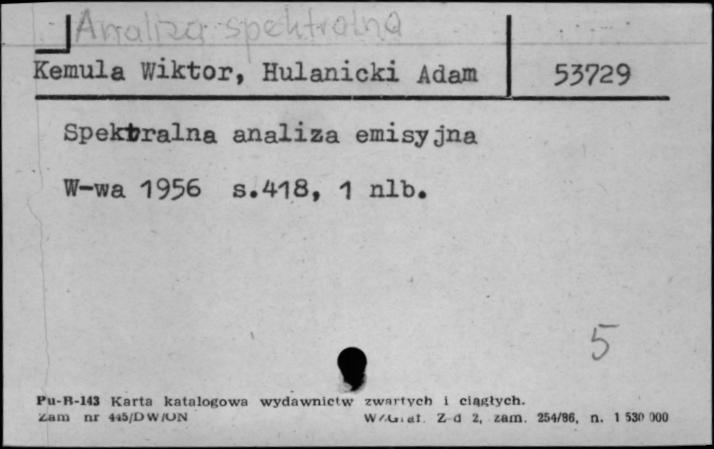 Analiza spektralna
Kemula Wiktor, Hulanicki Adam 53729
Spektralna analiza emisyjna
W-wa 1956 s.418, 1 nlb.
5
Pu-R-143 Karta katalogowa wydawnictw zwartych i ciągłych.
Zam nr 445/DW/UN Z-d 2, zam. 254/86, n. 1 530 000